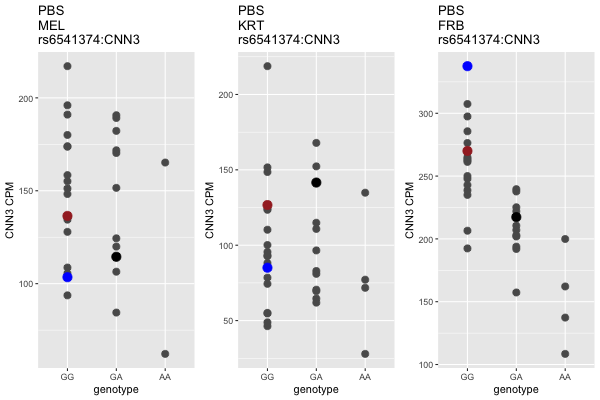 PBS
MEL
rs6541374:CNN3
200
150
100
CNN3 CPM
GG GA AA
genotype
PBS
KRT
rs6541374:CNN3
200
150
100
50
CNN3 CPM
GG GA AA
genotype
PBS
FRB
rs6541374:CNN3
300
250
200
150
100
CNN3 CPM
GG GA AA
genotype